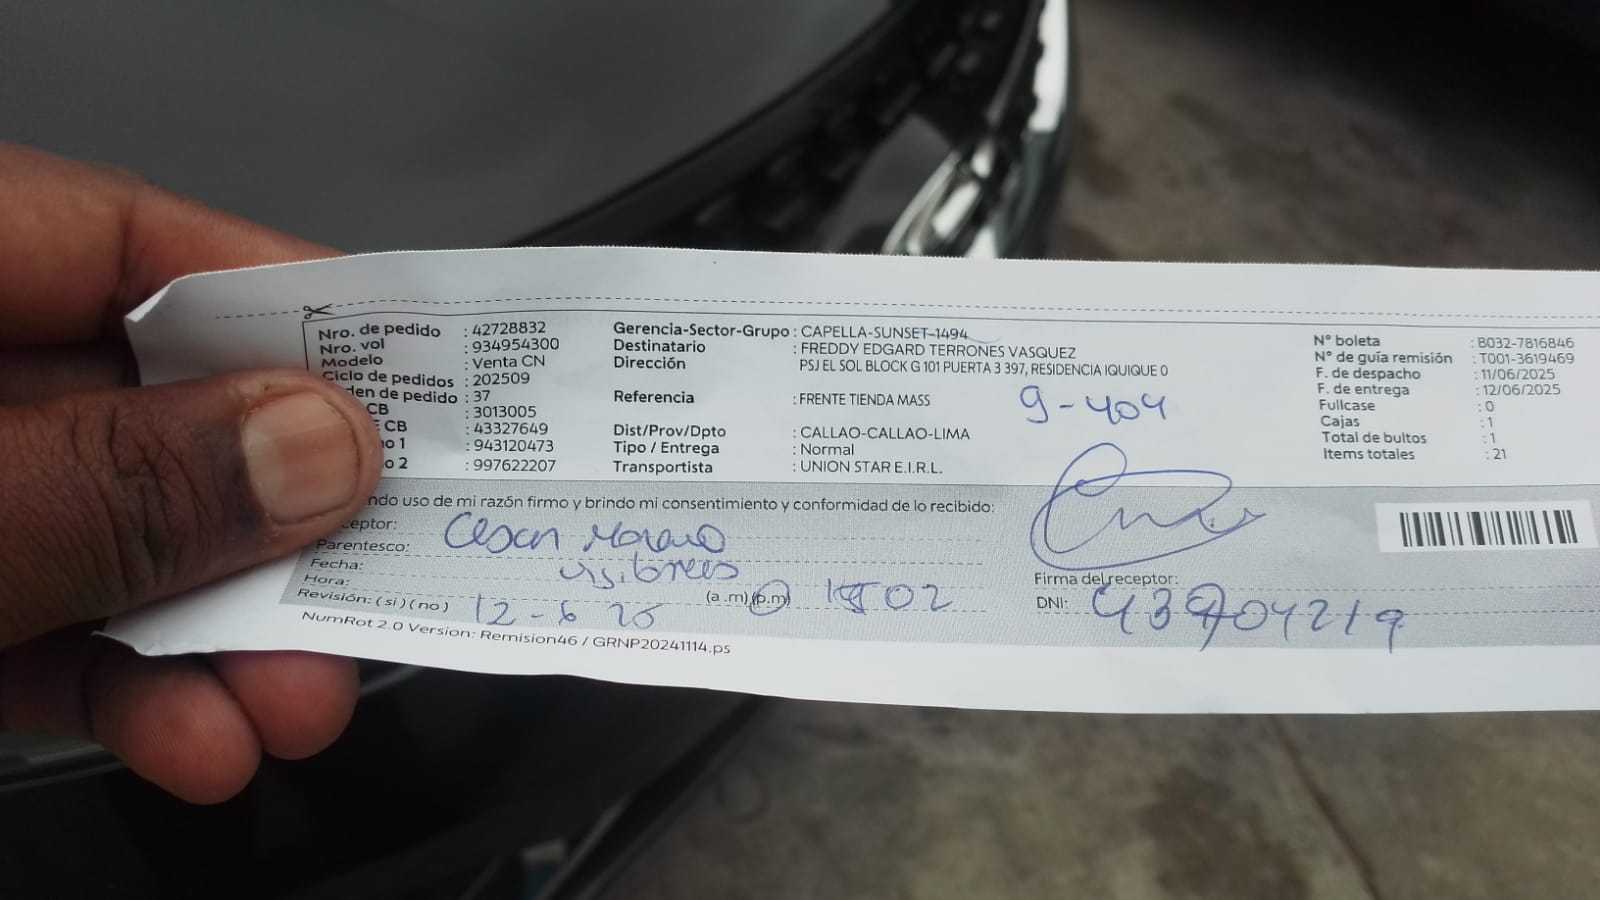 Nro. de pedido : 42728832
Nro. vol : 934954300
Modelo : Venta CN
Ciclo de pedidos : 202509
den de pedido : 37
CB : 3013005
E CB : 43327649
no 1 : 943120473
o 2 : 997622207
Gerencia-Sector-Grupo : CAPELLA-SUNSET-1494
Destinatario : FREDDY EDGARD TERRONES VASQUEZ
Dirección PSJ EL SOL BLOCK G 101 PUERTA 3 397, RESIDENCIA IQUIQUE 0
Referencia : FRENTE TIENDA MASS
9-404
Dist/Prov/Dpto : CALLAO-CALLAO-LIMA
Tipo / Entrega : Normal
Transportista : UNION STAR E.I.R.L.
N° boleta : B032-7816846
N° de guía remisión : T001-3619469
F. de despacho : 11/06/2025
F. de entrega : 12/06/2025
Fullcase : 0
Cajas : 1
Total de bultos : 1
Items totales : 21
ndo uso de mi razón firmo y brindo mi consentimiento y conformidad de lo recibido:
ceptor: Cesar Moreno
Parentesco:
Fecha:
Hora: (a.m) (p.m) 02
Revisión: (si) (no) 12-6 25
Firma del receptor:
DNI:
NumRot 2.0 Version: Remision46 / GRNP20241114.ps